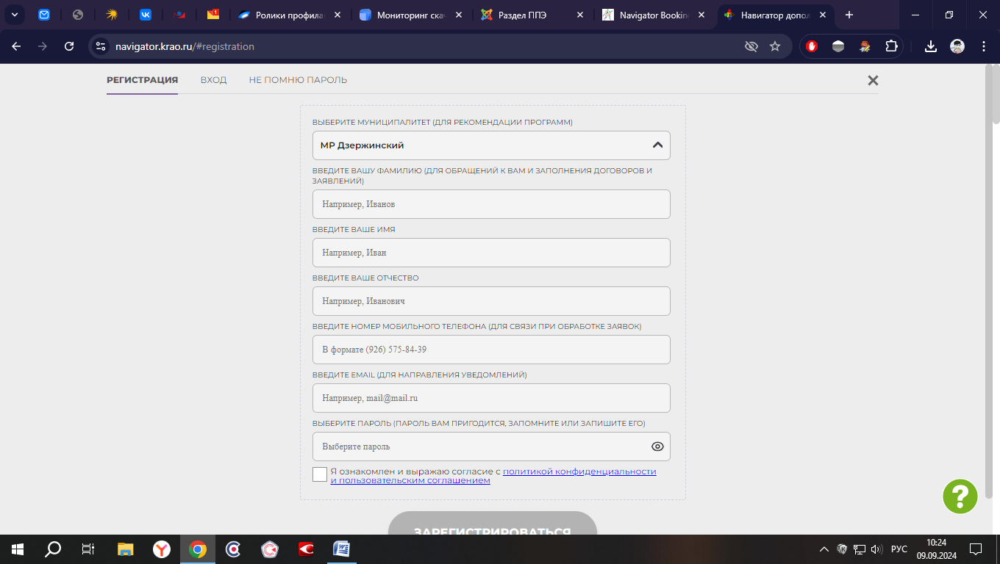 Ролики профила
Мониторинг ска
Раздел ППЭ
Navigator Bookin
Навигатор допол
navigator.krao.ru/#registration
РЕГИСТРАЦИЯ ВХОД НЕ ПОМНЮ ПАРОЛЬ
ВЫБЕРИТЕ МУНИЦИПАЛИТЕТ (ДЛЯ РЕКОМЕНДАЦИИ ПРОГРАММ)
МР Дзержинский
ВВЕДИТЕ ВАШУ ФАМИЛИЮ (ДЛЯ ОБРАЩЕНИЙ К ВАМ И ЗАПОЛНЕНИЯ ДОГОВОРОВ И
ЗАЯВЛЕНИЙ)
Например, Иванов
ВВЕДИТЕ ВАШЕ ИМЯ
Например, Иван
ВВЕДИТЕ ВАШЕ ОТЧЕСТВО
Например, Иванович
ВВЕДИТЕ НОМЕР МОБИЛЬНОГО ТЕЛЕФОНА (ДЛЯ СВЯЗИ ПРИ ОБРАБОТКЕ ЗАЯВОК)
В формате (926) 575-84-39
ВВЕДИТЕ EMAIL (ДЛЯ НАПРАВЛЕНИЯ УВЕДОМЛЕНИЙ)
Например, mail@mail.ru
ВЫБЕРИТЕ ПАРОЛЬ (ПАРОЛЬ ВАМ ПРИГОДИТСЯ, ЗАПОМНИТЕ ИЛИ ЗАПИШИТЕ ЕГО)
Выберите пароль
Я ознакомлен и выражаю согласие с политикой конфиденциальности
и пользовательским соглашением
ЗАРЕГИСТРИРОВАТЬСЯ
РУС
10:24
09.09.2024